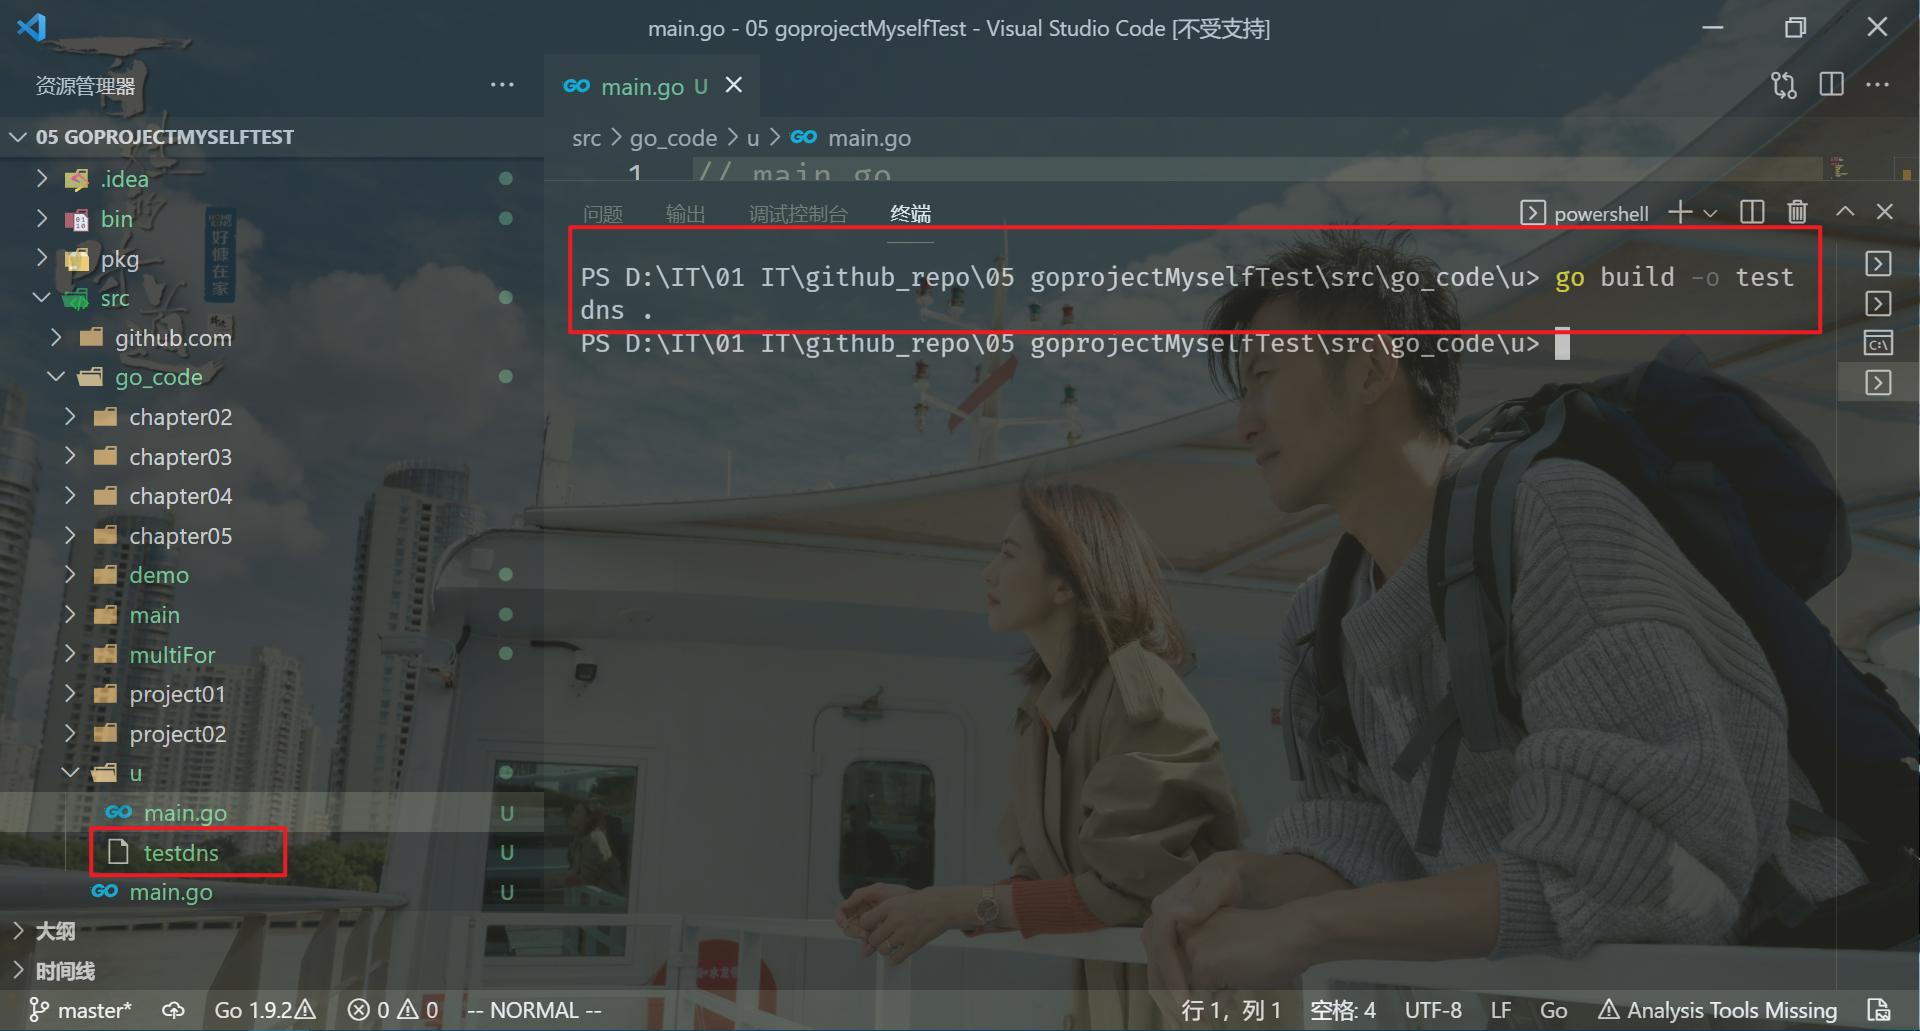 main.go - 05 goprojectMyselfTest - Visual Studio Code [不受支持]
资源管理器
05 GOPROJECTMYSELFTEST
.idea
bin
pkg
src
github.com
go_code
chapter02
chapter03
chapter04
chapter05
demo
main
multiFor
project01
project02
u
main.go U
testdns U
main.go U
大纲
时间线
main.go U
src > go_code > u > main.go
1 // main.go
问题 输出 调试控制台 终端 powershell
PS D:\IT\01 IT\github_repo\05 goprojectMyselfTest\src\go_code\u> go build -o test
dns .
PS D:\IT\01 IT\github_repo\05 goprojectMyselfTest\src\go_code\u>
master* Go 1.9.2 0 0 -- NORMAL -- 行 1，列 1 空格: 4 UTF-8 LF Go Analysis Tools Missing